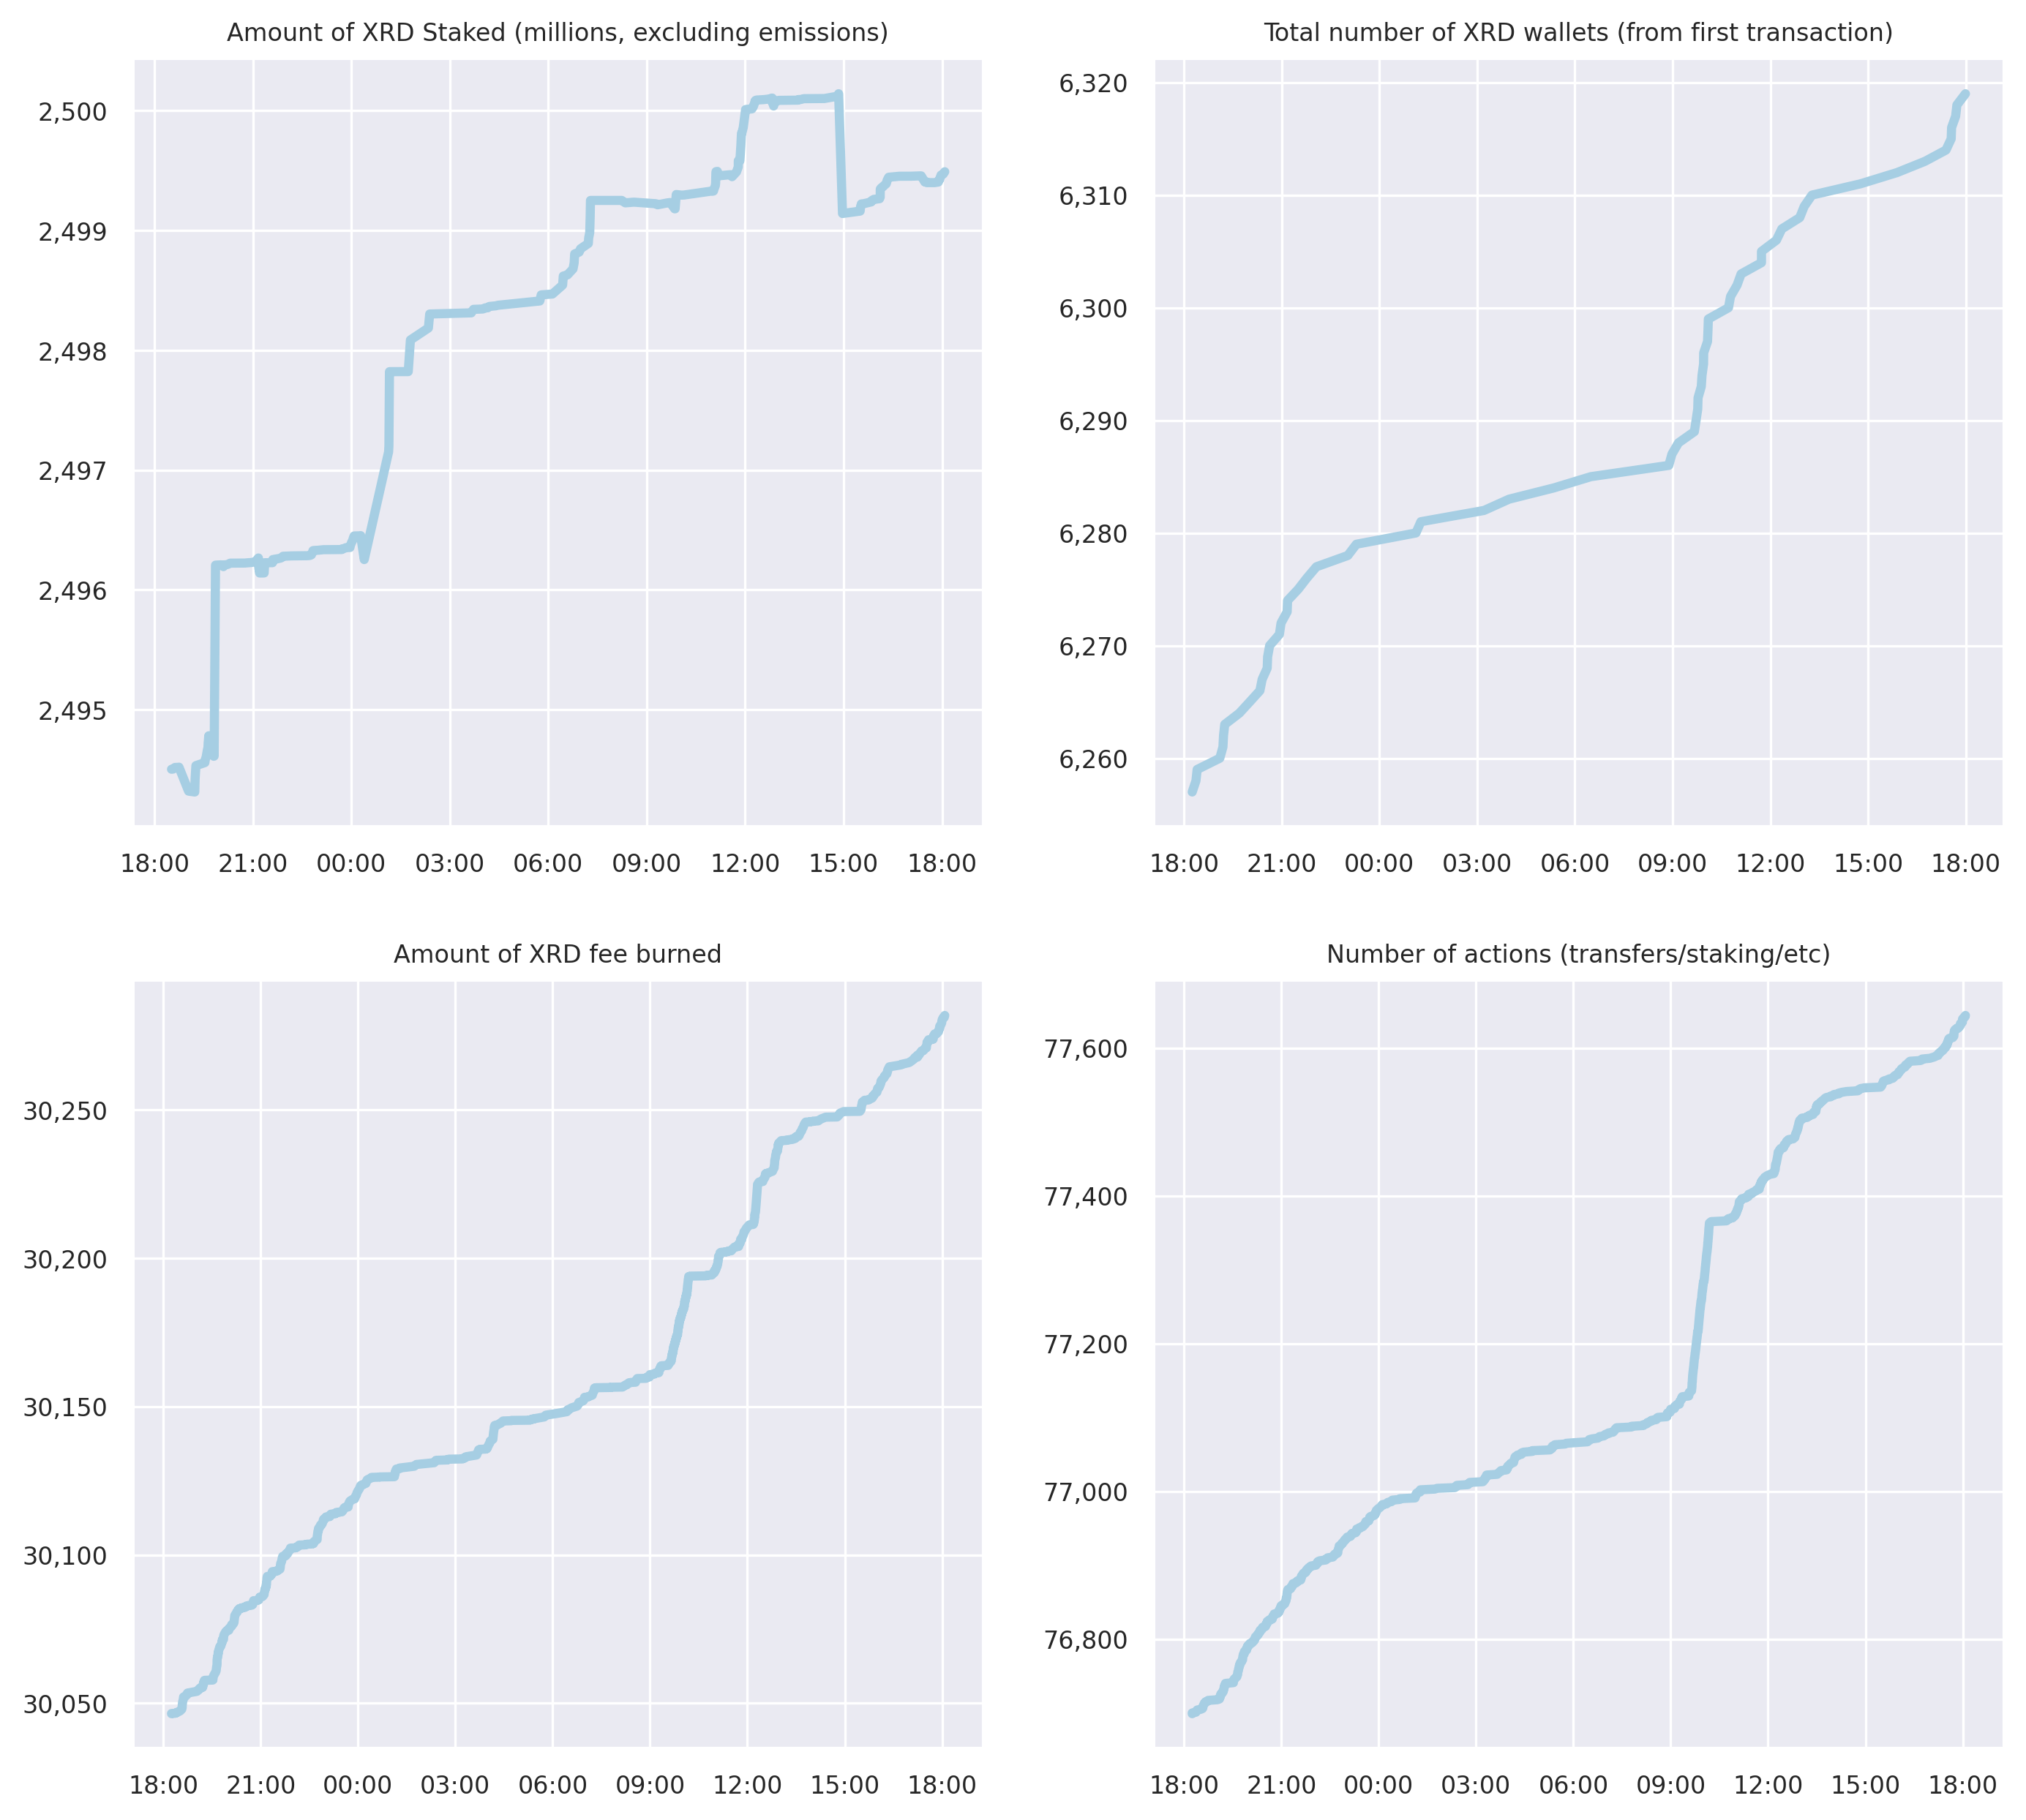 Amount of XRD Staked (millions, excluding emissions)
2,500
2,499
2,498
2,497
2,496
2,495
18:00 21:00 00:00 03:00 06:00 09:00 12:00 15:00 18:00
Total number of XRD wallets (from first transaction)
6,320
6,310
6,300
6,290
6,280
6,270
6,260
18:00 21:00 00:00 03:00 06:00 09:00 12:00 15:00 18:00
Amount of XRD fee burned
30,250
30,200
30,150
30,100
30,050
18:00 21:00 00:00 03:00 06:00 09:00 12:00 15:00 18:00
Number of actions (transfers/staking/etc)
77,600
77,400
77,200
77,000
76,800
18:00 21:00 00:00 03:00 06:00 09:00 12:00 15:00 18:00